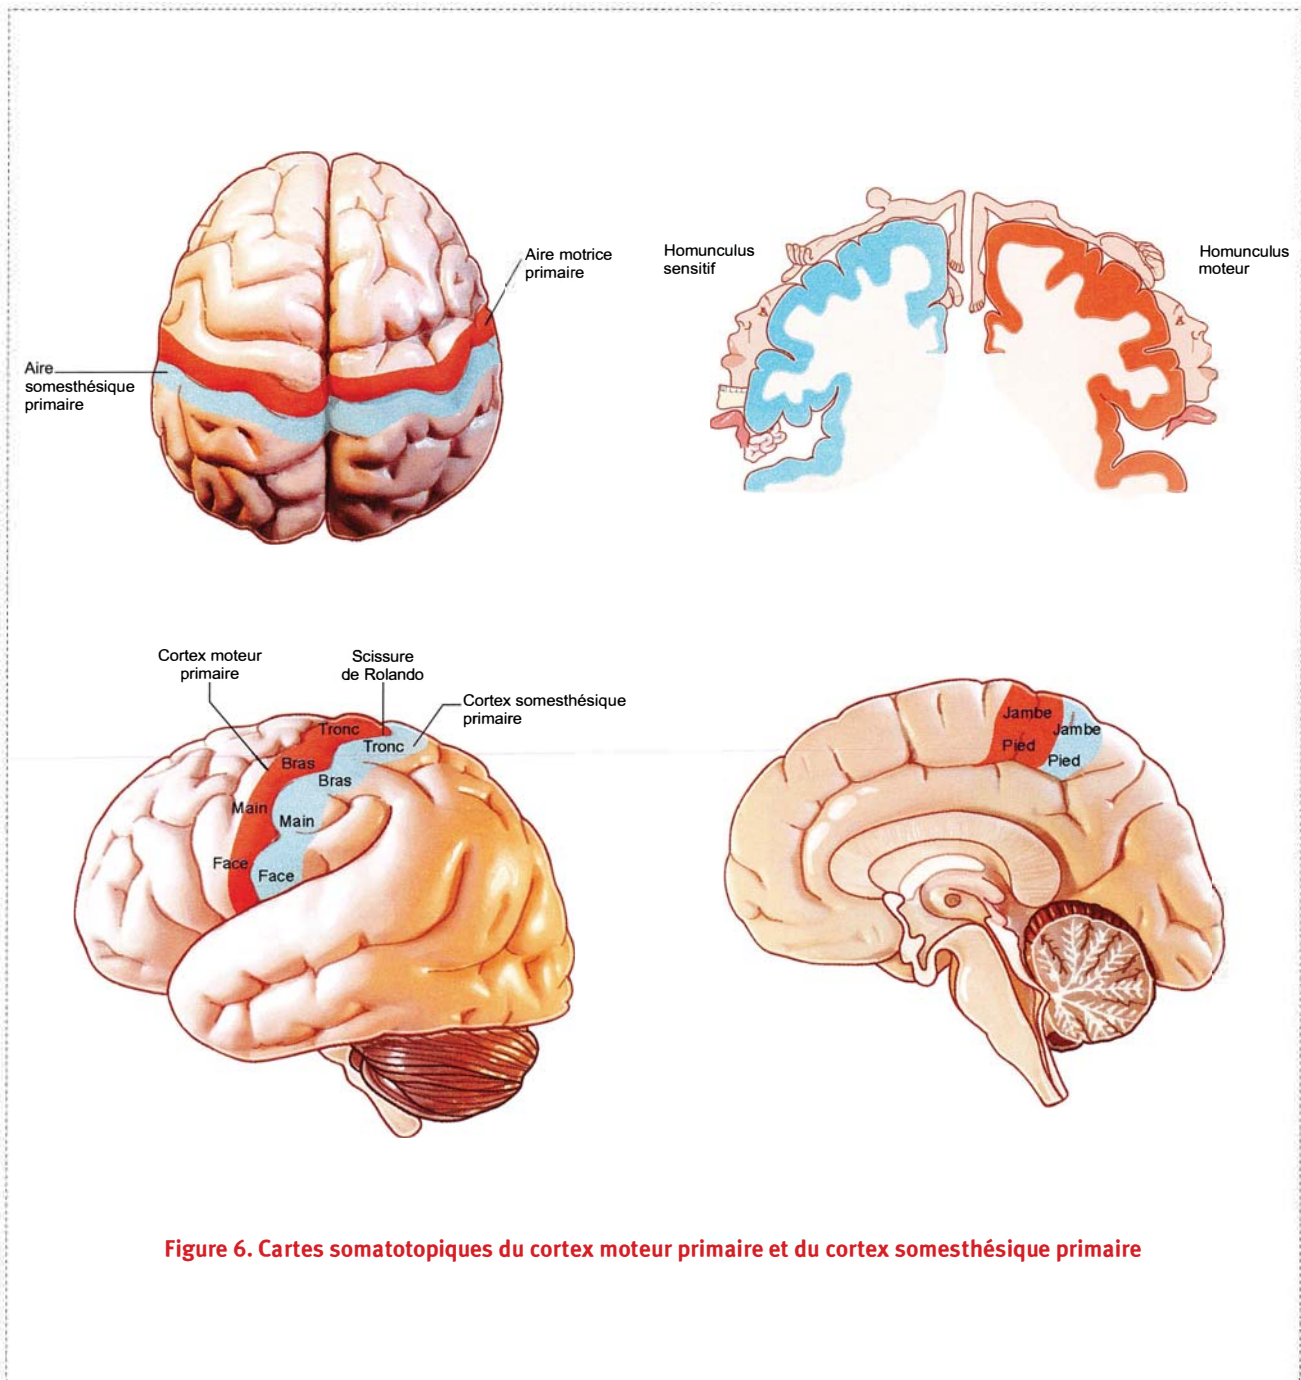 Aire motrice
primaire
Aire
somesthésique
primaire
Homunculus
sensitif
Homunculus
moteur
Cortex moteur
primaire
Scissure
de Rolando
Cortex somesthésique
primaire
Tronc
Tronc
Bras
Bras
Main
Main
Face
Face
Jambe
Jambe
Pied
Pied
Figure 6. Cartes somatotopiques du cortex moteur primaire et du cortex somesthésique primaire